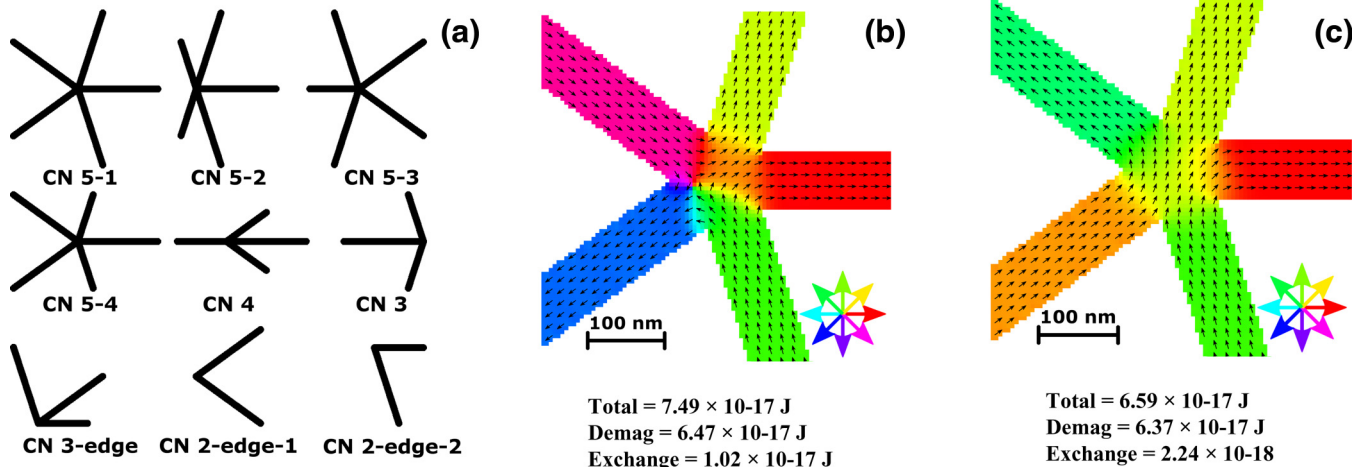 (a)
CN 5-1 CN 5-2 CN 5-3
CN 5-4 CN 4 CN 3
CN 3-edge CN 2-edge-1 CN 2-edge-2
(b)
100 nm
Total = 7.49 × 10-17 J
Demag = 6.47 × 10-17 J
Exchange = 1.02 × 10-17 J
(c)
100 nm
Total = 6.59 × 10-17 J
Demag = 6.37 × 10-17 J
Exchange = 2.24 × 10-18